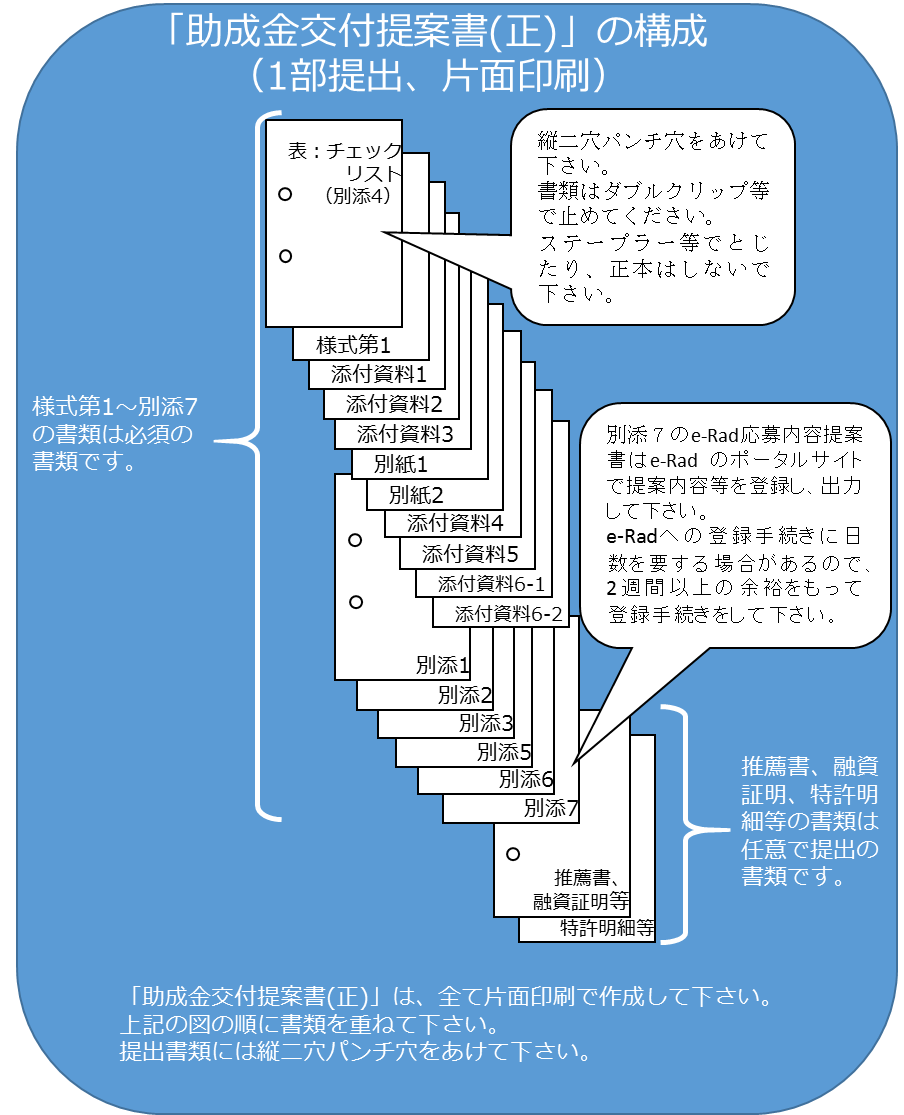 「助成金交付提案書(正)」の構成
（1部提出、片面印刷）
表：チェック
リスト
（別添4）
縦二穴パンチ穴をあけて
下さい。
書類はダブルクリップ等
で止めてください。
ステープラー等でとじ
たり、正本はしないで
下さい。
様式第1
添付資料1
添付資料2
添付資料3
別紙1
別紙2
添付資料4
添付資料5
添付資料6-1
添付資料6-2
様式第1～別添7
の書類は必須の
書類です。
別添７のe-Rad応募内容提案
書はe-Rad のポータルサイト
で提案内容等を登録し、出力
して下さい。
e-Radへの登録手続きに日
数を要する場合があるので、
2週間以上の余裕をもって
登録手続きをして下さい。
別添1
別添2
別添3
別添5
別添6
別添7
推薦書、
融資証明等
特許明細等
推薦書、融資
証明、特許明
細等の書類は
任意で提出の
書類です。
「助成金交付提案書(正)」は、全て片面印刷で作成して下さい。
上記の図の順に書類を重ねて下さい。
提出書類には縦二穴パンチ穴をあけて下さい。